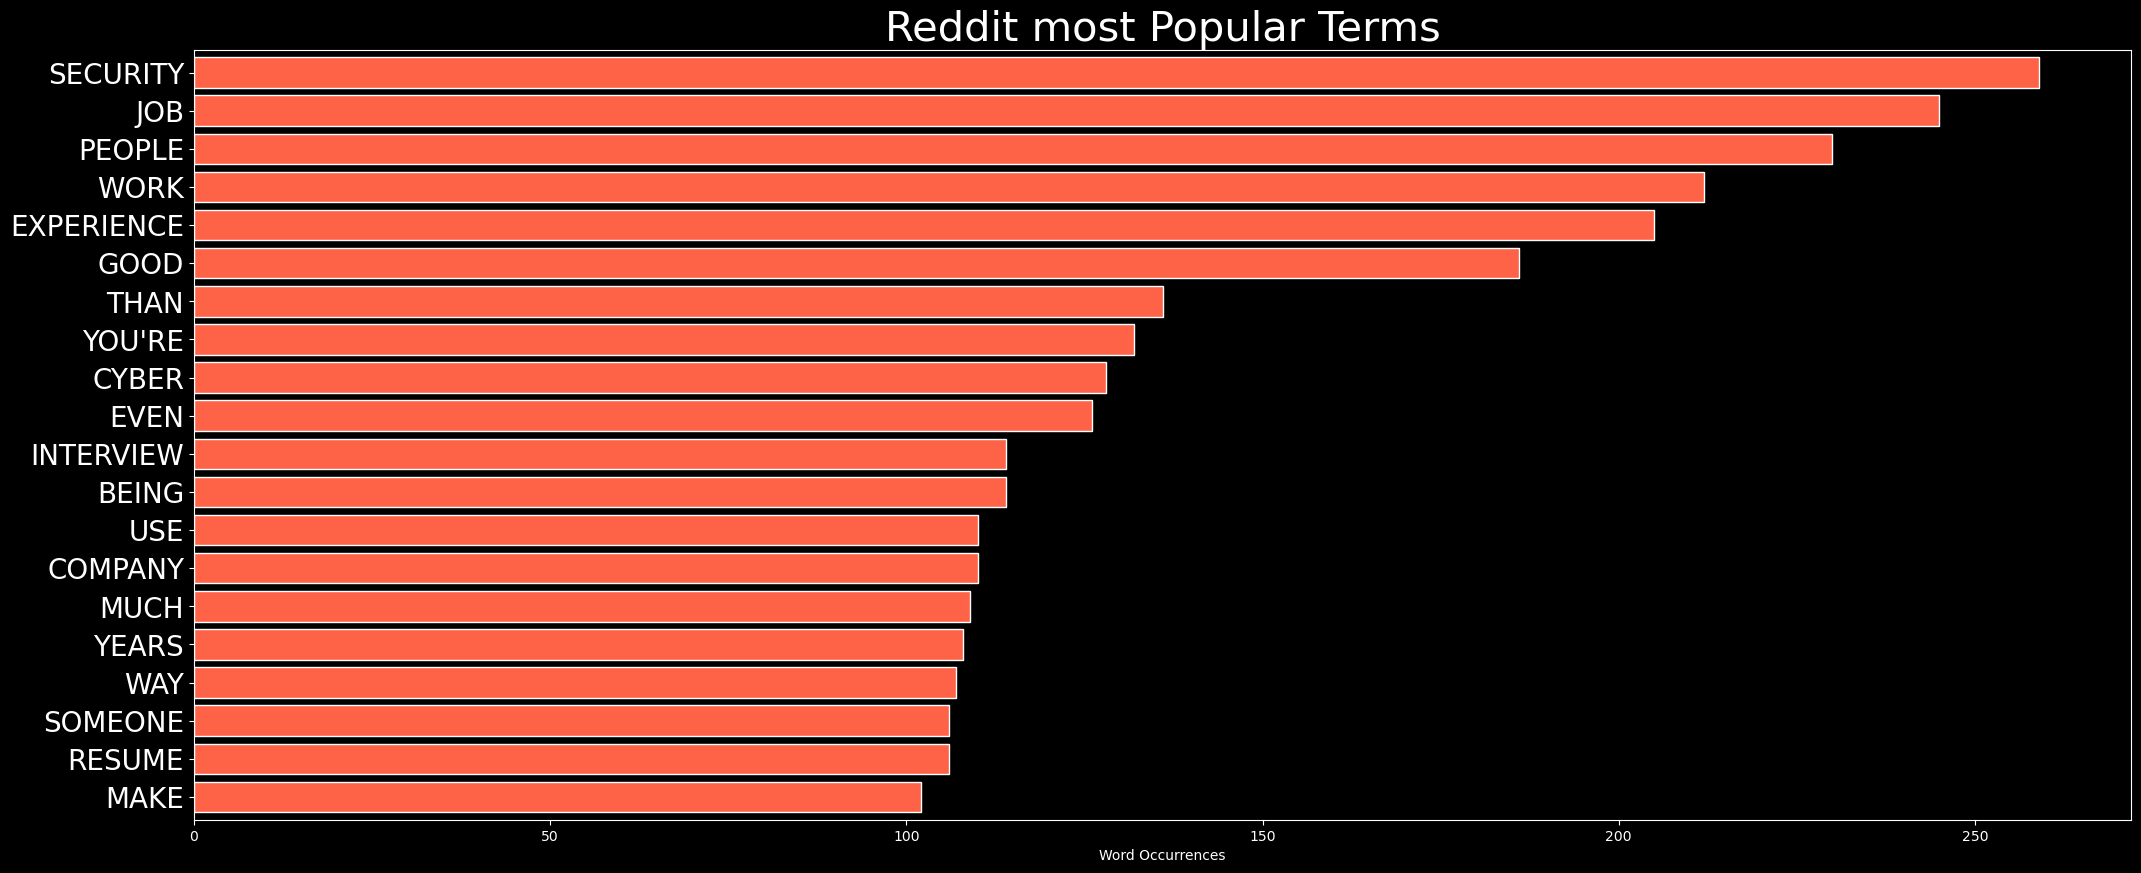 Reddit most Popular Terms
SECURITY
JOB
PEOPLE
WORK
EXPERIENCE
GOOD
THAN
YOU'RE
CYBER
EVEN
INTERVIEW
BEING
USE
COMPANY
MUCH
YEARS
WAY
SOMEONE
RESUME
MAKE
0 50 100 150 200 250
Word Occurrences